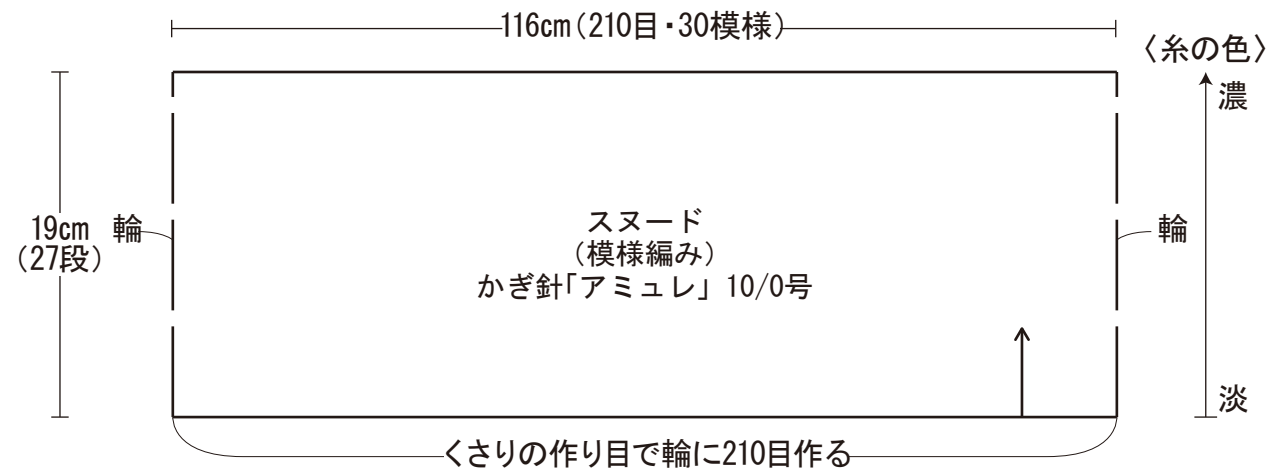 116cm(210目・30模様)
〈糸の色〉
濃
19cm
(27段)
輪
スヌード
(模様編み)
かぎ針「アミュレ」 10/0号
輪
淡
くさりの作り目で輪に210目作る